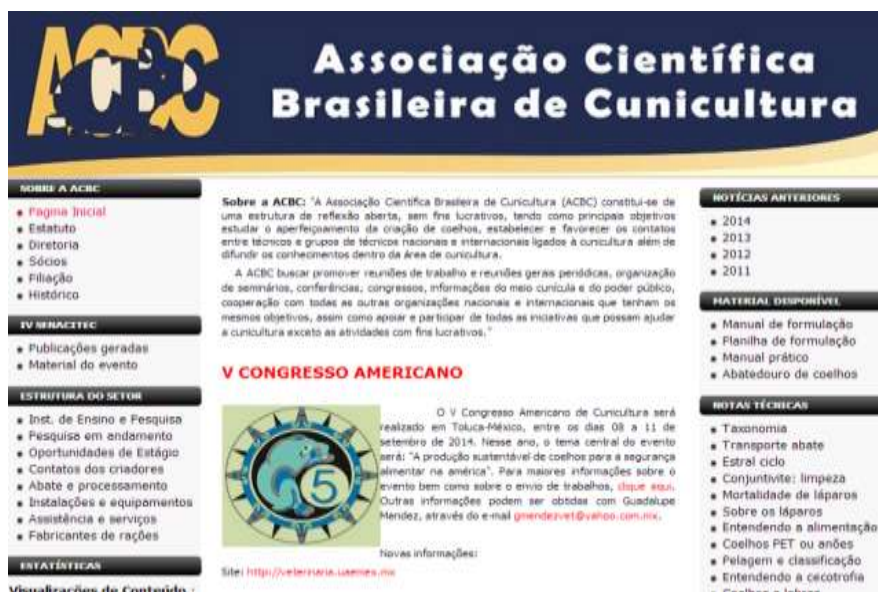 ACBC
Associação Científica
Brasileira de Cunicultura
SOBRE A ACBC
Pagina Inicial
Estatuto
Diretoria
Sócios
Filiação
Histórico
IV SENACITEC
Publicações geradas
Material do evento
ESTRUTURA DO SETOR
Inst. de Ensino e Pesquisa
Pesquisa em andamento
Oportunidades de Estágio
Contatos dos criadores
Abate e processamento
Instalações e equipamentos
Assistência e serviços
Fabricantes de rações
ESTATÍSTICAS
Visualizações de Conteúdo :
Sobre a ACBC: "A Associação Científica Brasileira de Cunicultura (ACBC) constitui-se de
uma estrutura de reflexão aberta, sem fins lucrativos, tendo como principais objetivos
estudar o aperfeiçoamento da criação de coelhos, estabelecer e favorecer os contatos
entre técnicos e grupos de técnicos nacionais e internacionais ligados à cunicultura além de
difundir os conhecimentos dentro da área de cunicultura.
A ACBC buscar promover reuniões de trabalho e reuniões gerais periódicas, organização
de seminários, conferências, congressos, informações do meio cunícula e do poder público,
cooperação com todas as outras organizações nacionais e internacionais que tenham os
mesmos objetivos, assim como apoiar e participar de todas as iniciativas que possam ajudar
a cunicultura exceto as atividades com fins lucrativos."
V CONGRESSO AMERICANO
5
O V Congresso Americano de Cunicultura será
realizado em Toluca-México, entre os dias 08 a 11 de
setembro de 2014. Nesse ano, o tema central do evento
será: "A produção sustentável de coelhos para a segurança
alimentar na américa". Para maiores informações sobre o
evento bem como sobre o envio de trabalhos, clique aqui.
Outras informações podem ser obtidas com Guadalupe
Mendez, através do e-mail gmendezvet@yahoo.com.mx.
Novas informações:
Site: http://veterinaria.uaemex.mx
NOTÍCIAS ANTERIORES
2014
2013
2012
2011
MATERIAL DISPONÍVEL
Manual de formulação
Planilha de formulação
Manual prático
Abatedouro de coelhos
NOTAS TÉCNICAS
Taxonomia
Transporte abate
Estral ciclo
Conjuntivite: limpeza
Mortalidade de láparos
Sobre os láparos
Entendendo a alimentação
Coelhos PET ou anões
Pelagem e classificação
Entendendo a cecotrofia
Coelhos e lebres